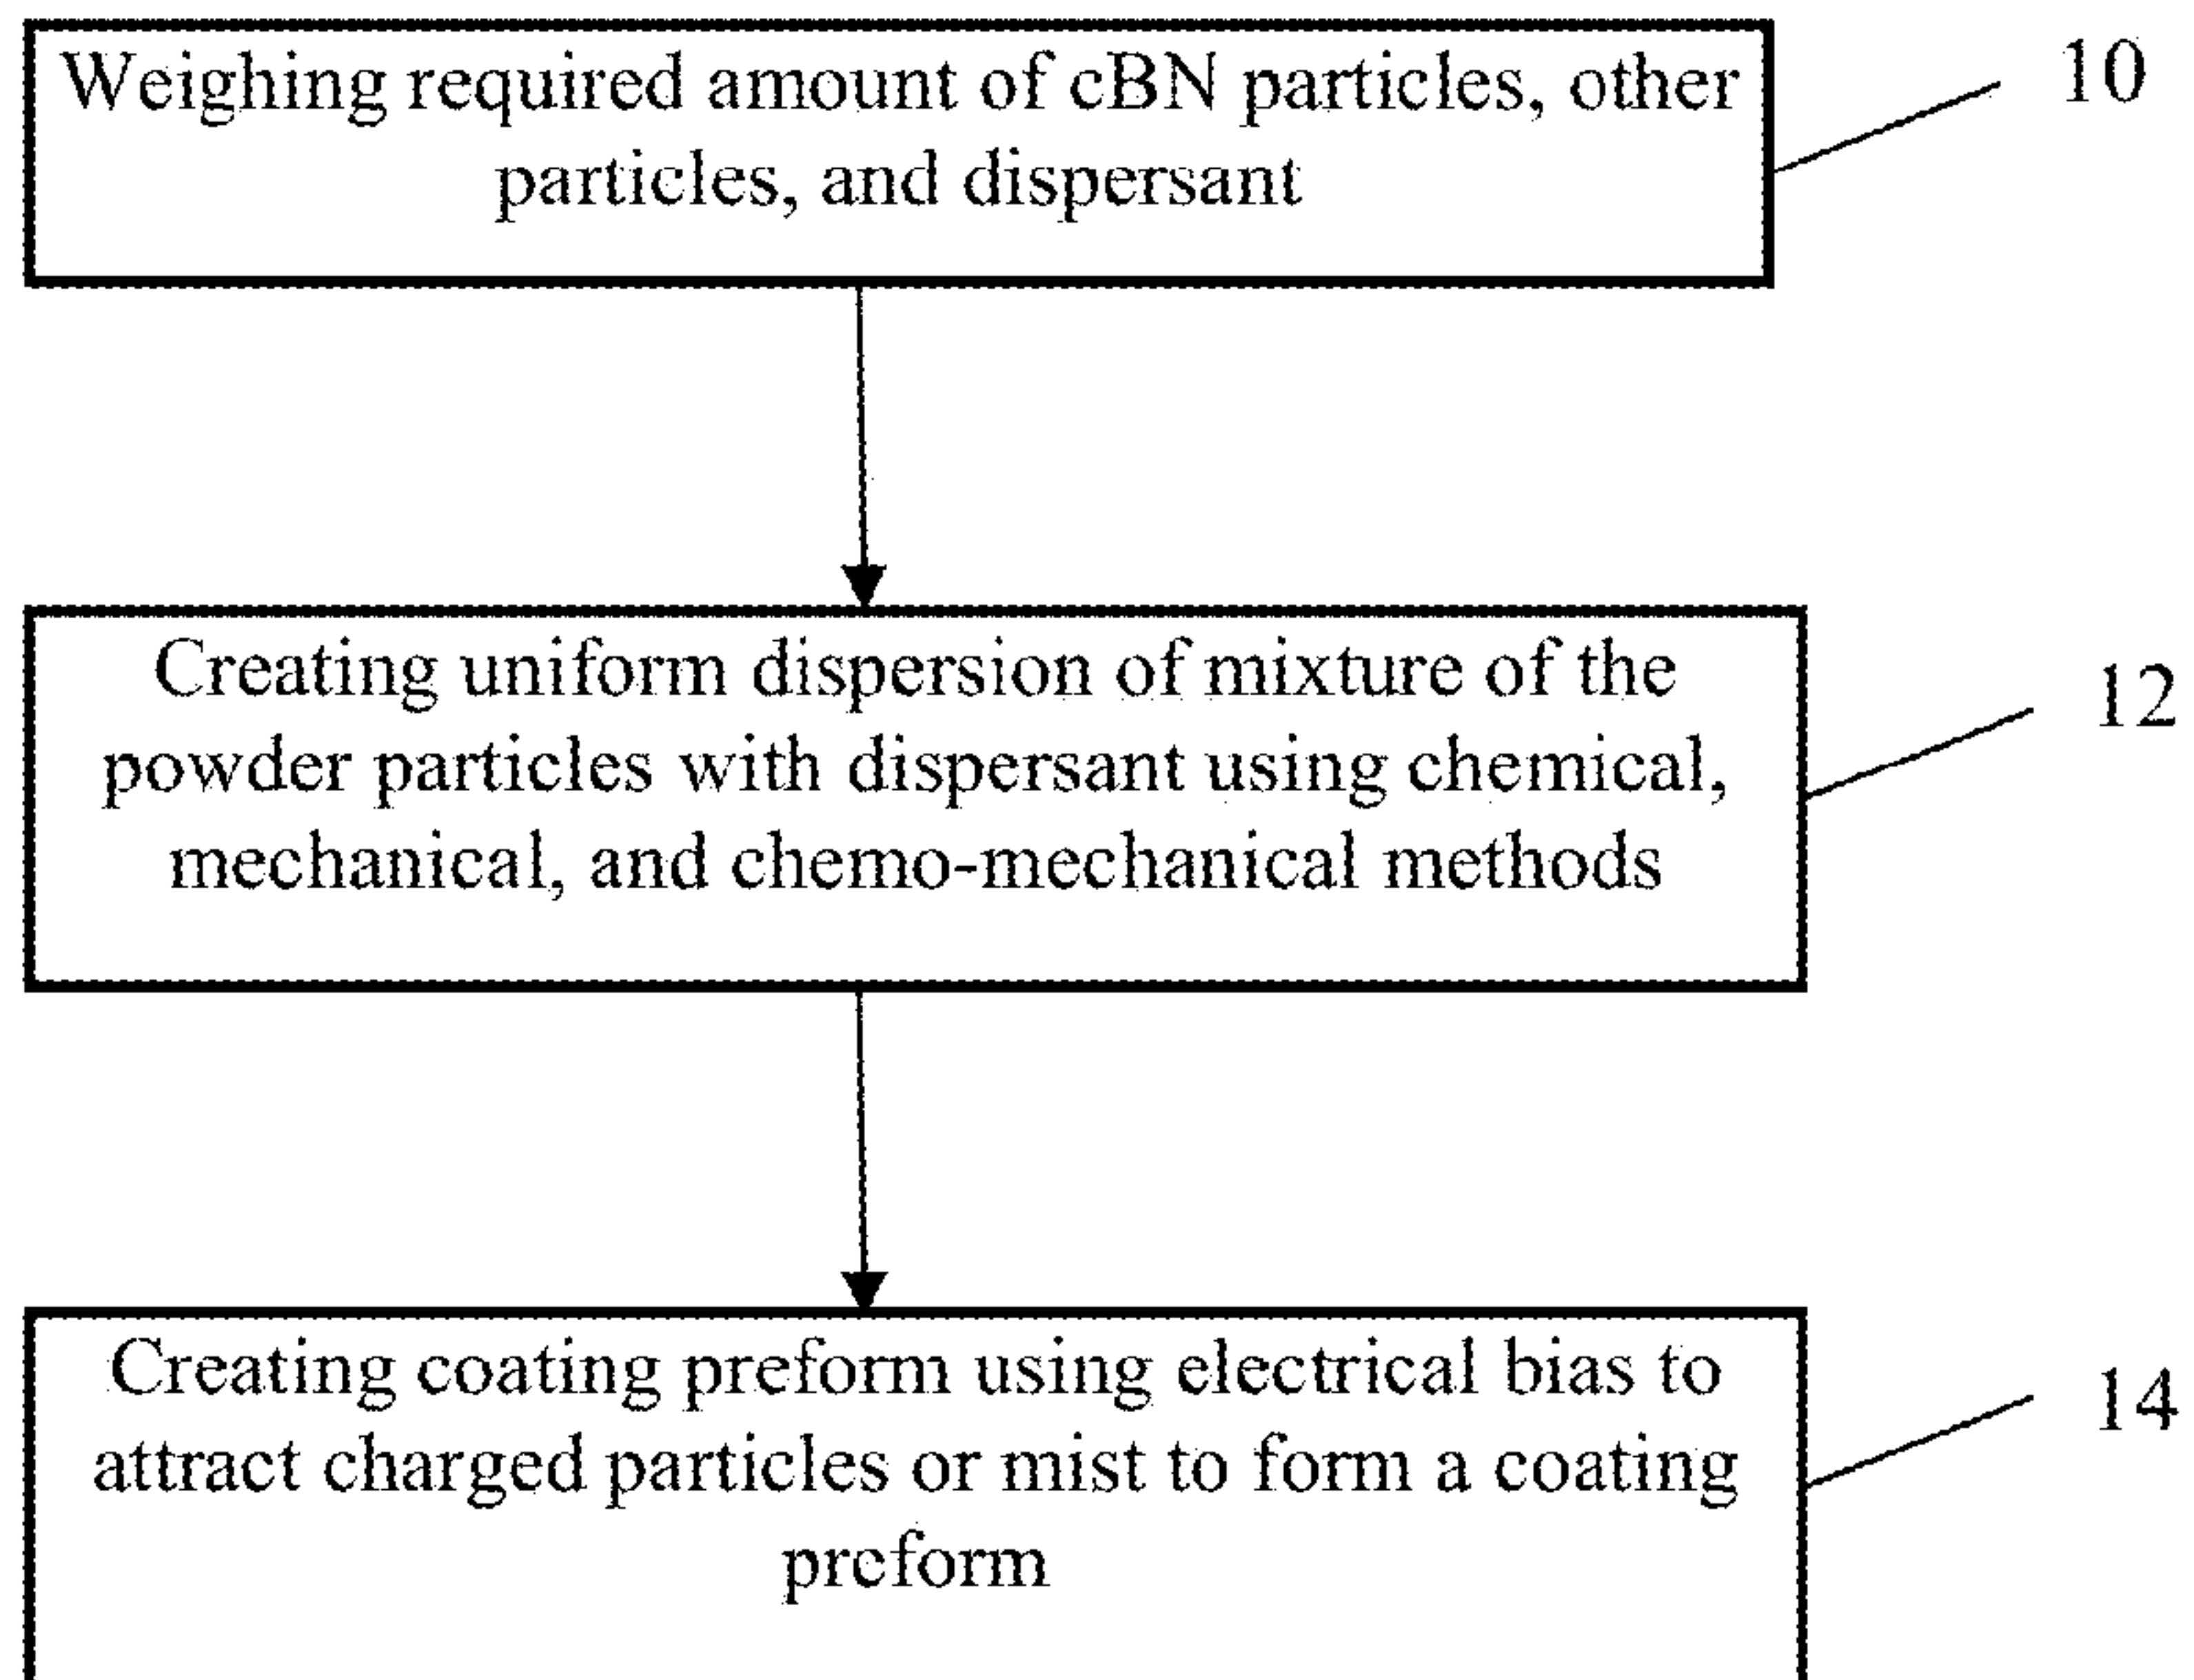 Weighing required amount of cBN particles, other
particles, and dispersant
10
Creating uniform dispersion of mixture of the
powder particles with dispersant using chemical,
mechanical, and chemo-mechanical methods
12
Creating coating preform using electrical bias to
attract charged particles or mist to form a coating
preform
14